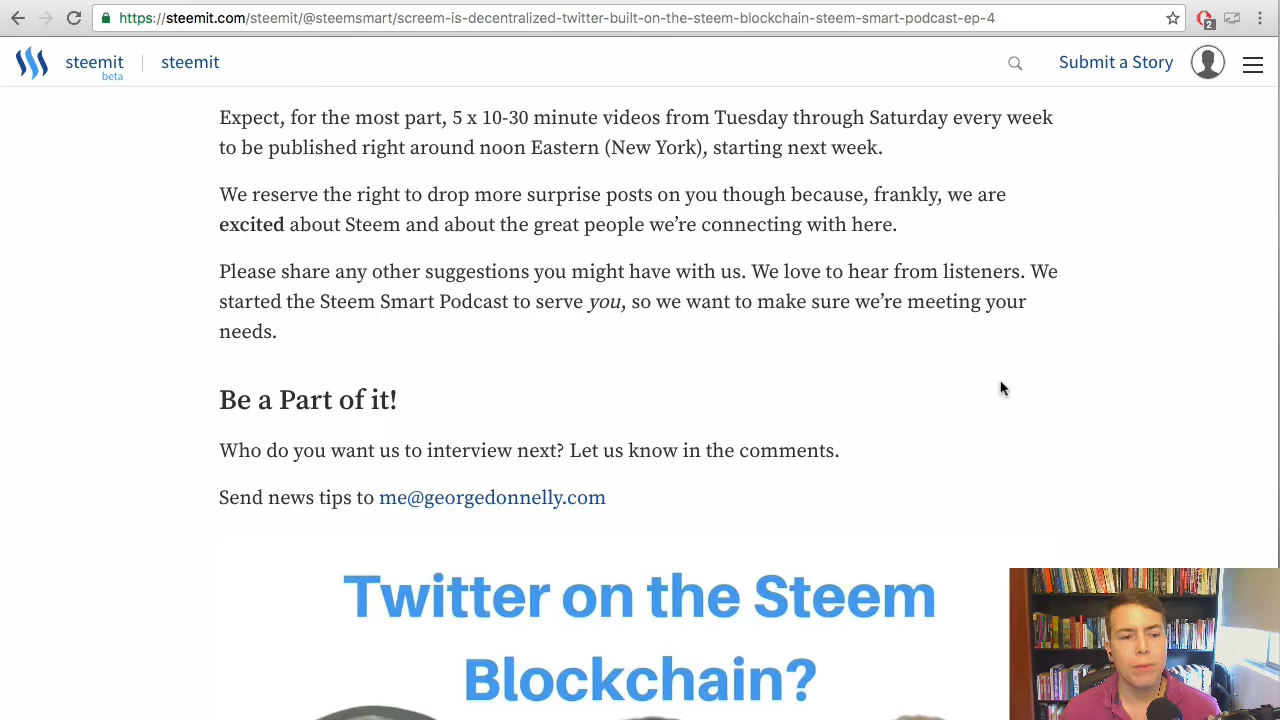 https://steemit.com/steemit/@steemsmart/screem-is-decentralized-twitter-built-on-the-steem-blockchain-steem-smart-podcast-ep-4
2
steemit
beta
steemit
Submit a Story
Expect, for the most part, 5 x 10-30 minute videos from Tuesday through Saturday every week
to be published right around noon Eastern (New York), starting next week.
We reserve the right to drop more surprise posts on you though because, frankly, we are
excited about Steem and about the great people we’re connecting with here.
Please share any other suggestions you might have with us. We love to hear from listeners. We
started the Steem Smart Podcast to serve you, so we want to make sure we’re meeting your
needs.
Be a Part of it!
Who do you want us to interview next? Let us know in the comments.
Send news tips to me@georgedonnelly.com
Twitter on the Steem
Blockchain?